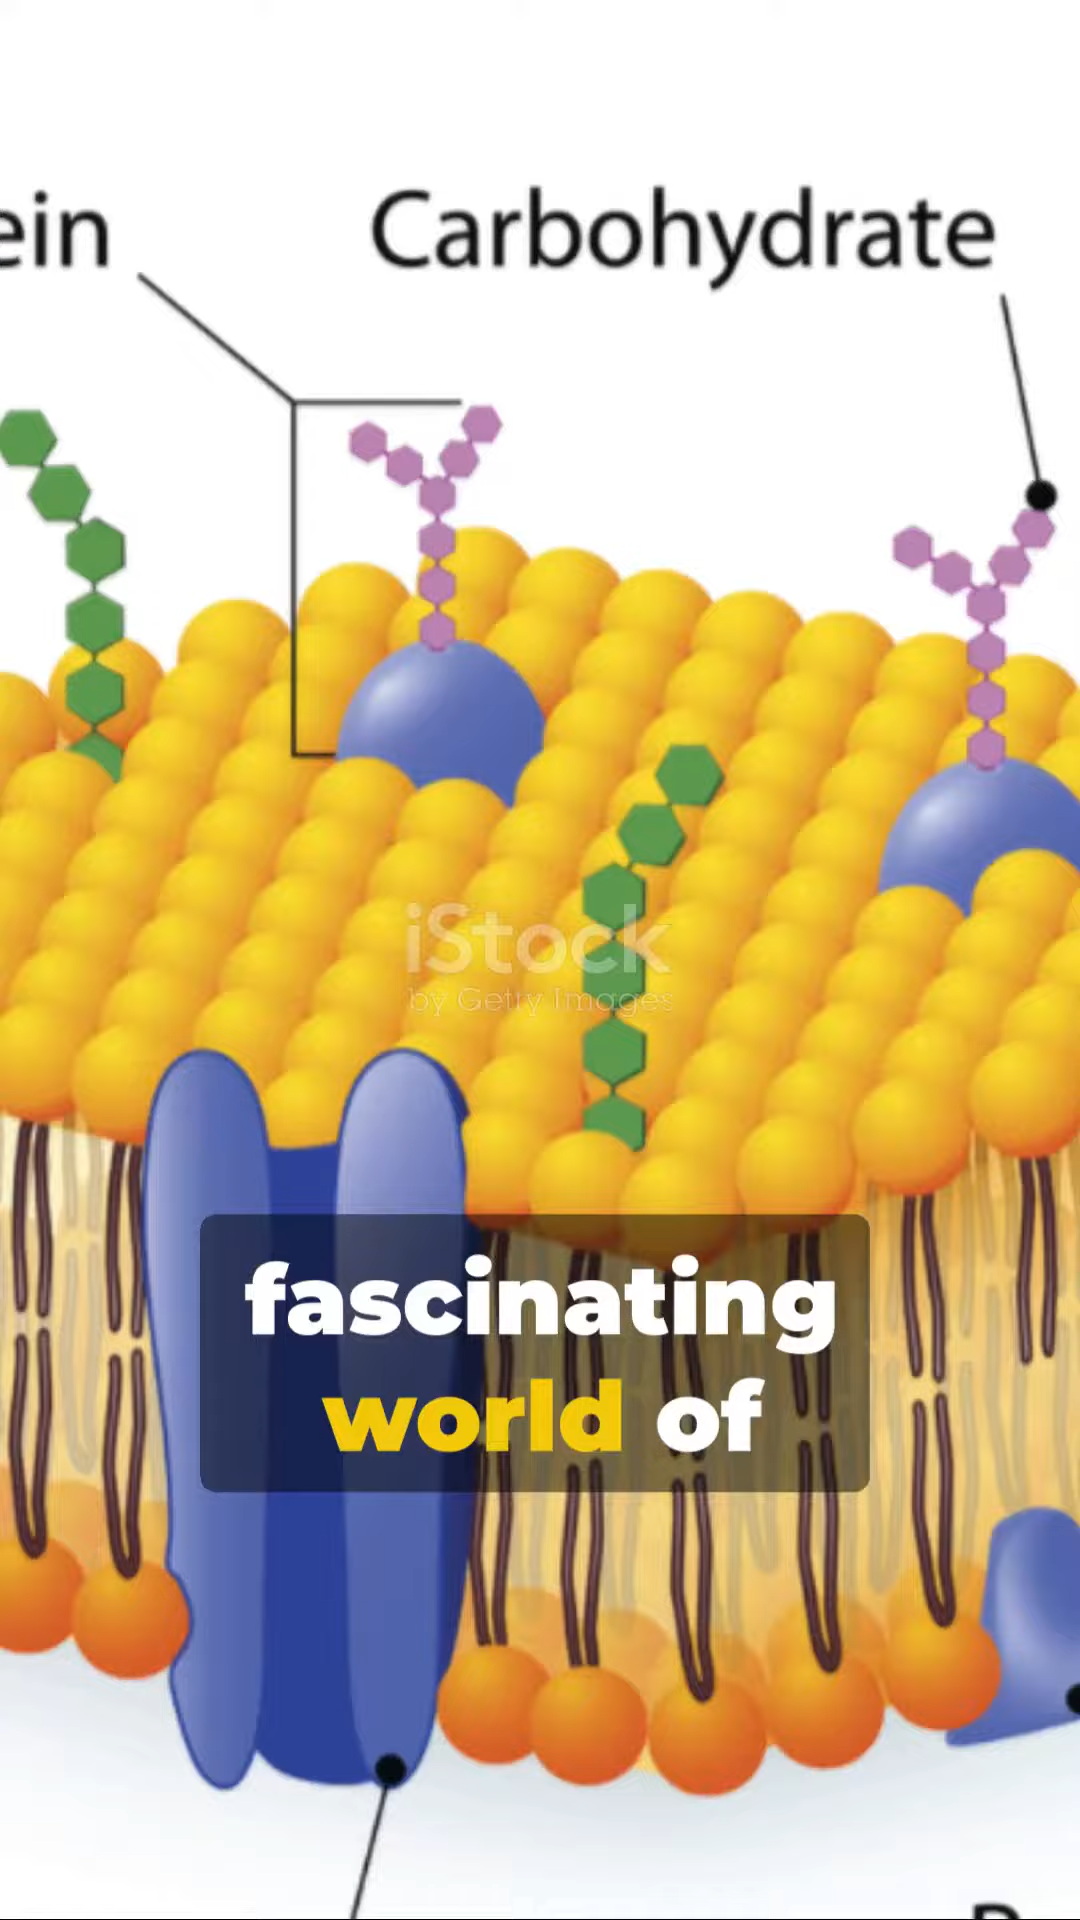 ein
Carbohydrate
iStock
by Getty Images
fascinating
world of